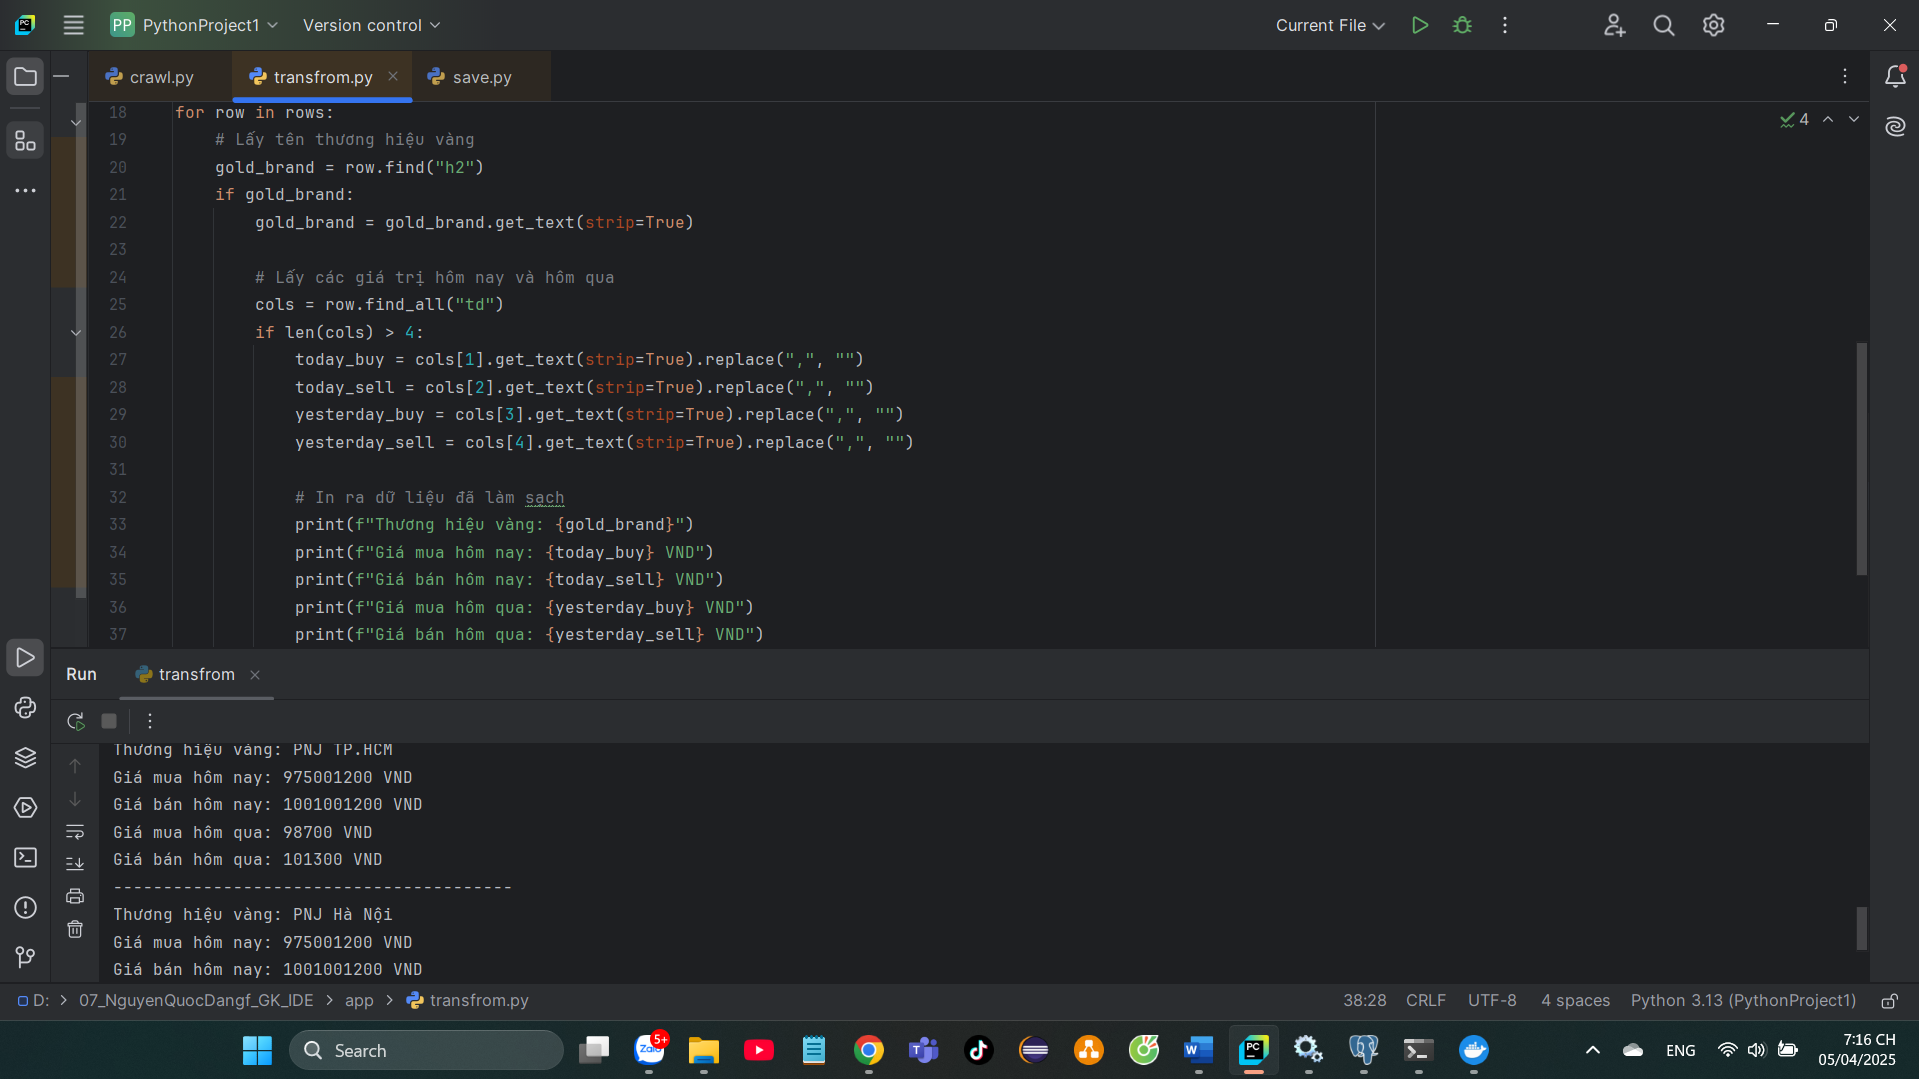 PP PythonProject1 Version control Current File
crawl.py transfrom.py save.py
18 for row in rows:
4
19 # Lấy tên thương hiệu vàng
20 gold_brand = row.find("h2")
21 if gold_brand:
22 gold_brand = gold_brand.get_text(strip=True)
23
24 # Lấy các giá trị hôm nay và hôm qua
25 cols = row.find_all("td")
26 if len(cols) > 4:
27 today_buy = cols[1].get_text(strip=True).replace(",", "")
28 today_sell = cols[2].get_text(strip=True).replace(",", "")
29 yesterday_buy = cols[3].get_text(strip=True).replace(",", "")
30 yesterday_sell = cols[4].get_text(strip=True).replace(",", "")
31
32 # In ra dữ liệu đã làm sạch
33 print(f"Thương hiệu vàng: {gold_brand}")
34 print(f"Giá mua hôm nay: {today_buy} VND")
35 print(f"Giá bán hôm nay: {today_sell} VND")
36 print(f"Giá mua hôm qua: {yesterday_buy} VND")
37 print(f"Giá bán hôm qua: {yesterday_sell} VND")
Run transfrom
Thương hiệu vàng: PNJ TP.HCM
Giá mua hôm nay: 975001200 VND
Giá bán hôm nay: 1001001200 VND
Giá mua hôm qua: 98700 VND
Giá bán hôm qua: 101300 VND
----------------------------------------
Thương hiệu vàng: PNJ Hà Nội
Giá mua hôm nay: 975001200 VND
Giá bán hôm nay: 1001001200 VND
D: > 07_NguyenQuocDangf_GK_IDE > app > transfrom.py 38:28 CRLF UTF-8 4 spaces Python 3.13 (PythonProject1)
Search Zalo 5+ ENG 7:16 CH
05/04/2025